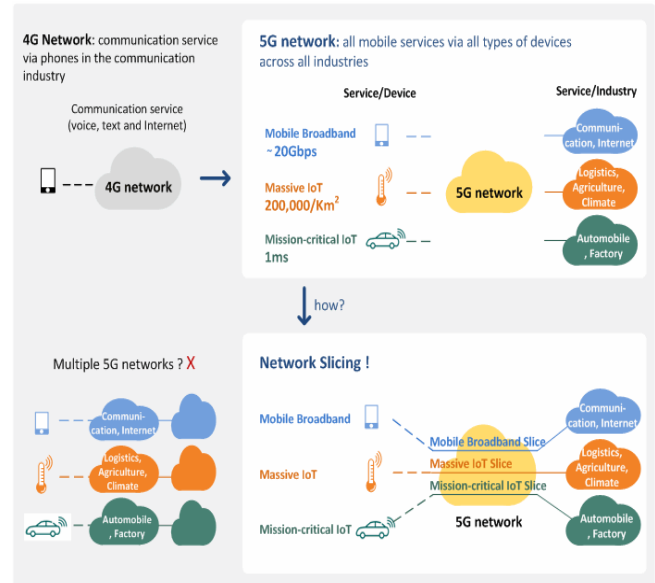 4G Network: communication service
via phones in the communication
industry
Communication service
(voice, text and Internet)
4G network
5G network: all mobile services via all types of devices
across all industries
Service/Device
Service/Industry
Mobile Broadband
~ 20Gbps
Communi-
cation, Internet
Massive IoT
200,000/Km²
5G network
Logistics,
Agriculture,
Climate
Mission-critical IoT
1ms
Automobile
, Factory
how?
Multiple 5G networks ? X
Communi-
cation, Internet
Logistics,
Agriculture,
Climate
Automobile
, Factory
Network Slicing !
Mobile Broadband
Mobile Broadband Slice
Communi-
cation, Internet
Massive IoT
Massive IoT Slice
Logistics,
Agriculture,
Climate
Mission-critical IoT Slice
Mission-critical IoT
5G network
Automobile
, Factory